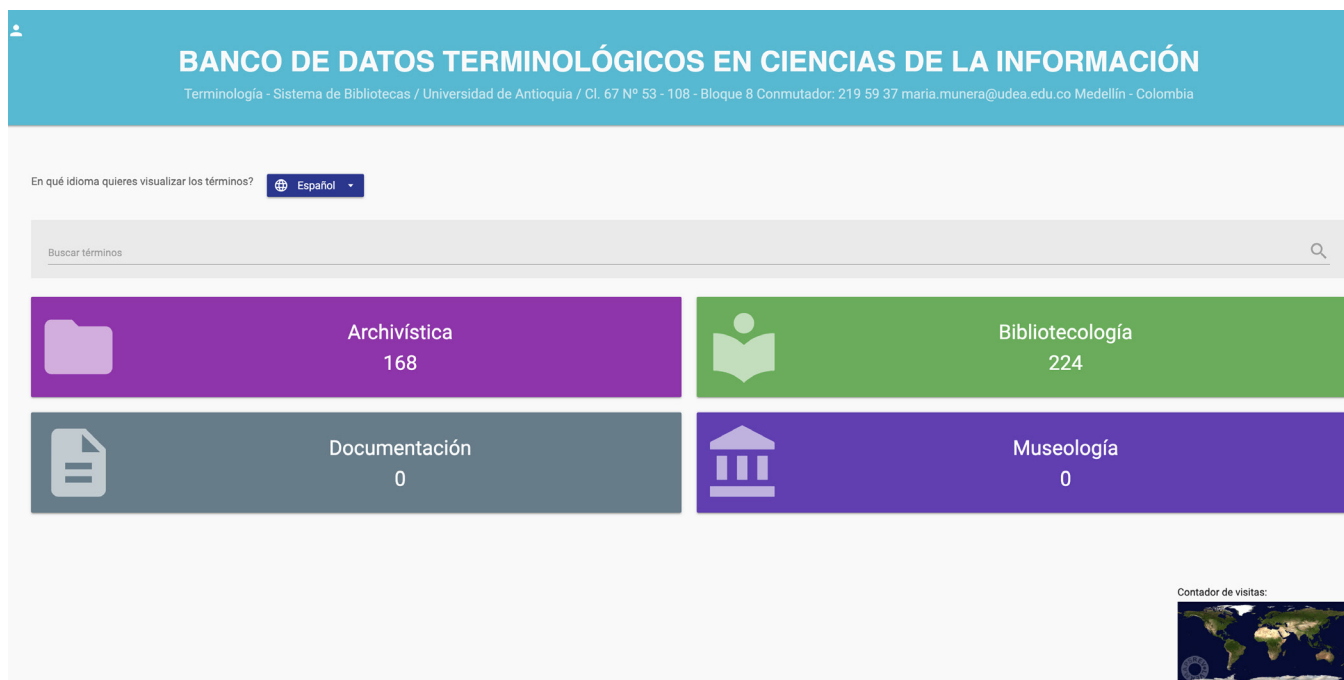 BANCO DE DATOS TERMINOLÓGICOS EN CIENCIAS DE LA INFORMACIÓN
Terminología - Sistema de Bibliotecas / Universidad de Antioquia / Cl. 67 Nº 53 - 108 - Bloque 8 Conmutador: 219 59 37 maria.munera@udea.edu.co Medellín - Colombia
En qué idioma quieres visualizar los términos?
Español
Buscar términos
Archivística
168
Bibliotecología
224
Documentación
0
Museología
0
Contador de visitas: